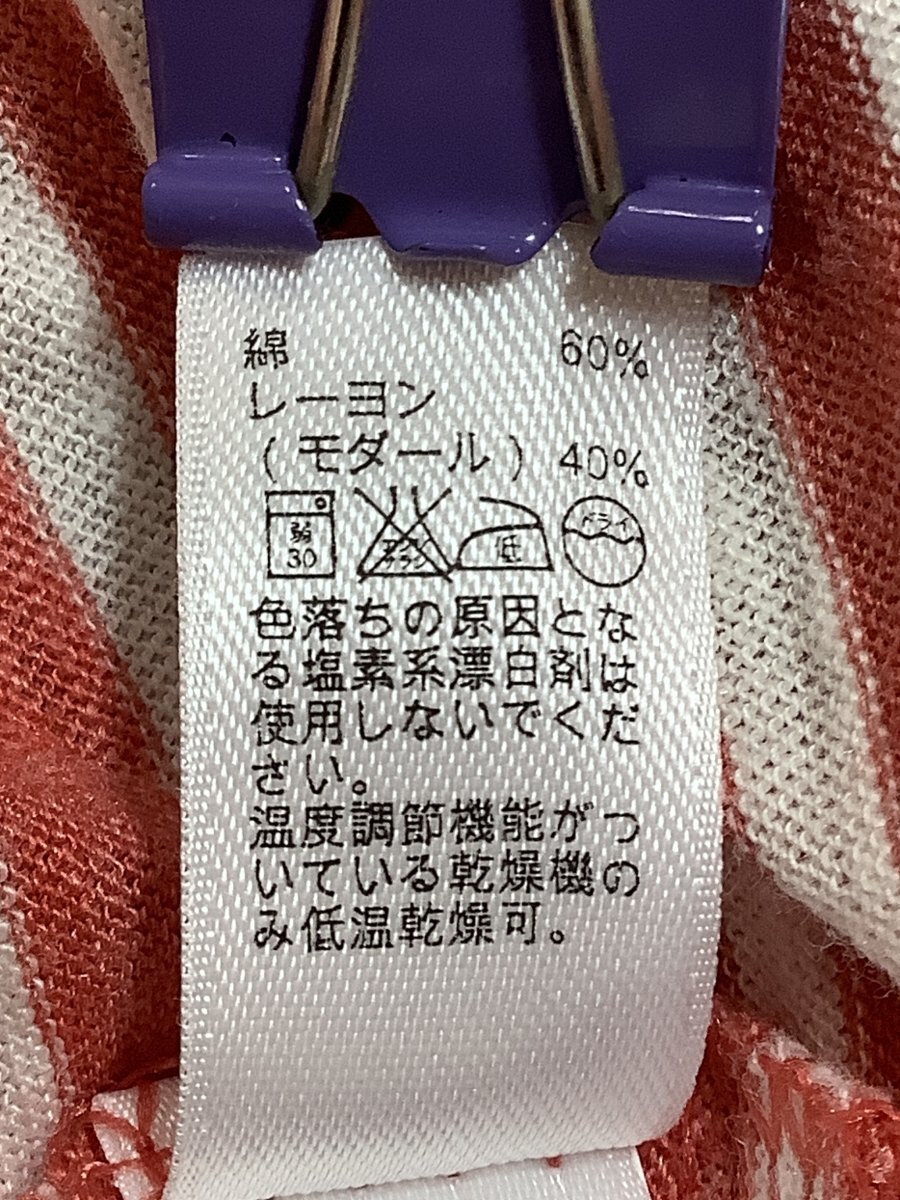 綿 60%
レーヨン
(モダール) 40%
弱 30 エンソ サラシ 低 ドライ
色落ちの原因とな
る塩素系漂白剤は
使用しないでくだ
さい。
温度調節機能がつ
いている乾燥機の
み低温乾燥可。